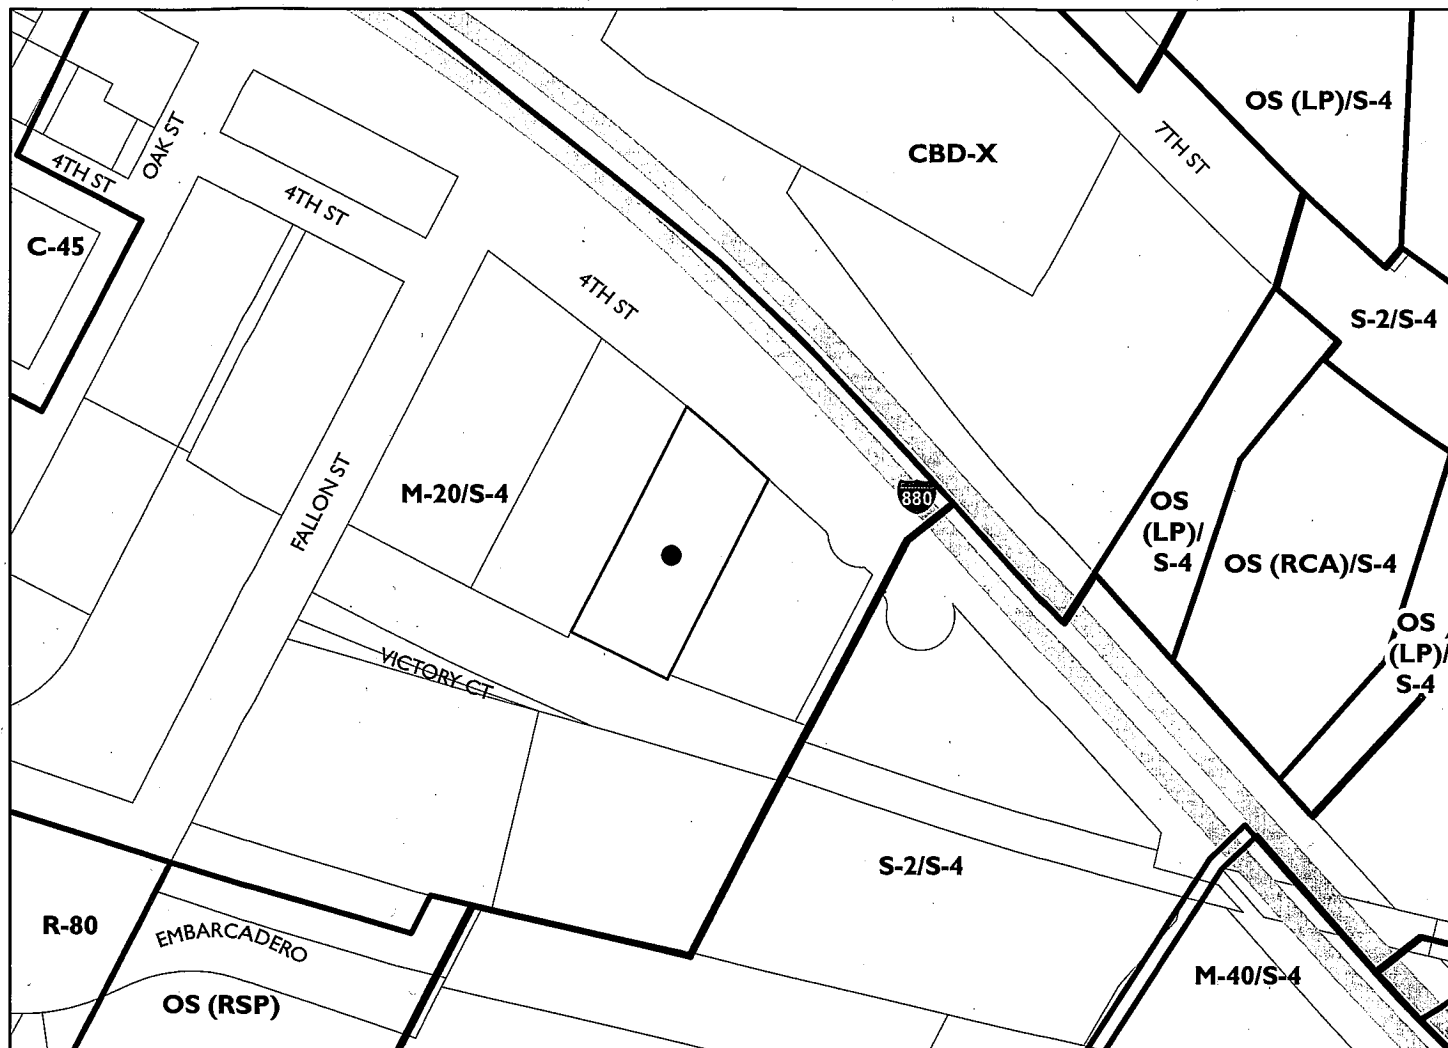 OS (LP)/S-4
7TH ST
CBD-X
OAK ST
4TH ST
4TH ST
C-45
4TH ST
S-2/S-4
FALLON ST
M-20/S-4
880
OS
(LP)/
S-4
OS (RCA)/S-4
OS
(LP)/
S-4
VICTORY CT
S-2/S-4
R-80
EMBARCADERO
OS (RSP)
M-40/S-4